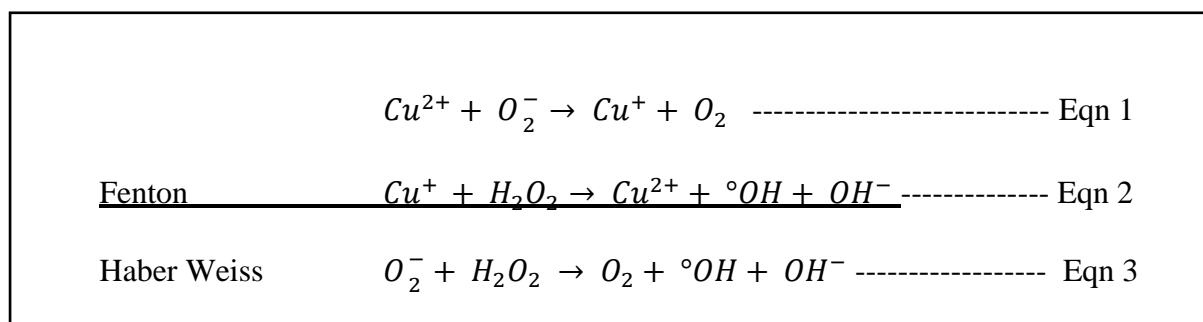 Cu²⁺ + O₂⁻ → Cu⁺ + O₂ ---------------------------- Eqn 1
Fenton Cu⁺ + H₂O₂ → Cu²⁺ + °OH + OH⁻-------------- Eqn 2
Haber Weiss O₂⁻ + H₂O₂ → O₂ + °OH + OH⁻ ------------------ Eqn 3